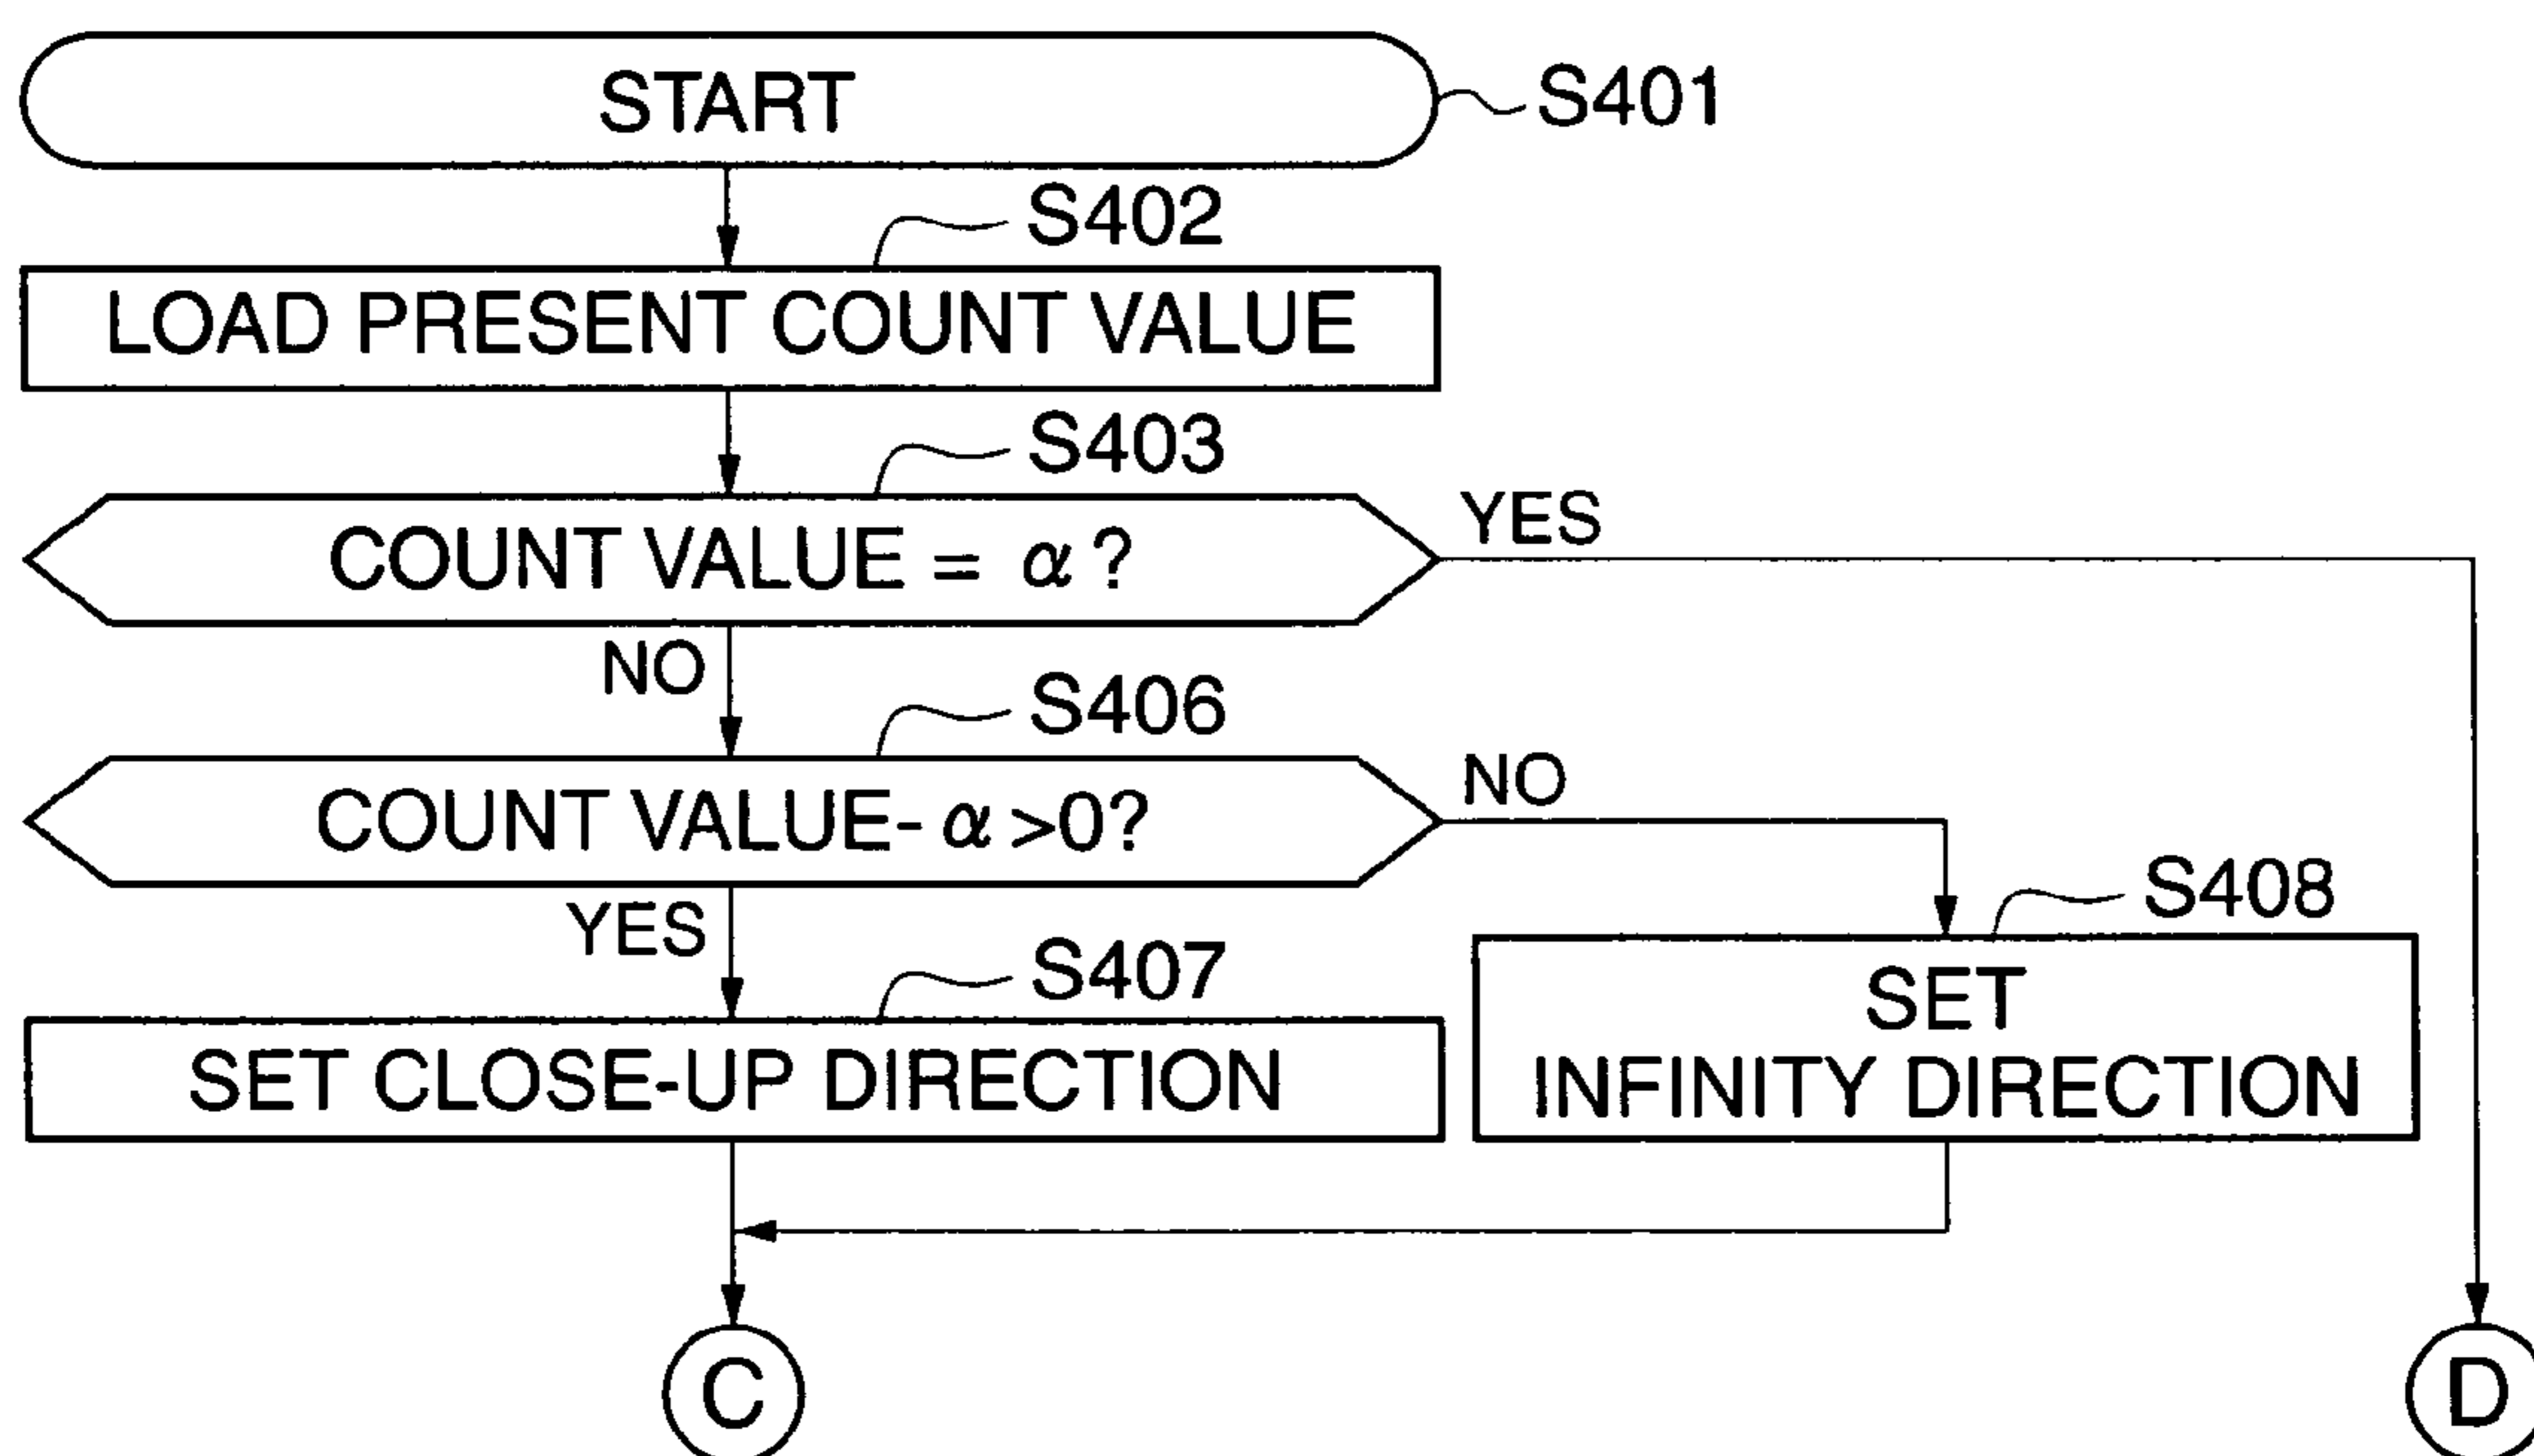 START
S401
S402
LOAD PRESENT COUNT VALUE
S403
COUNT VALUE = α ?
YES
NO
S406
COUNT VALUE- α >0?
NO
YES
S408
SET
INFINITY DIRECTION
S407
SET CLOSE-UP DIRECTION
C
D